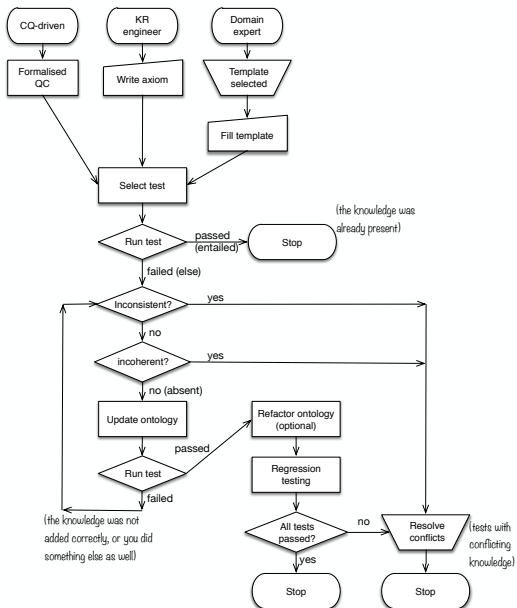 CQ-driven
KR
engineer
Domain
expert
Formalised
QC
Write axiom
Template
selected
Fill template
Select test
Run test
passed
(entailed)
Stop
(the knowledge was
already present)
failed (else)
Inconsistent?
yes
no
incoherent?
yes
no (absent)
Update ontology
Refactor ontology
(optional)
passed
Run test
Regression
testing
failed
(the knowledge was not
added correctly, or you did
something else as well)
All tests
passed?
no
Resolve
conflicts
(tests with
conflicting
knowledge)
yes
Stop
Stop